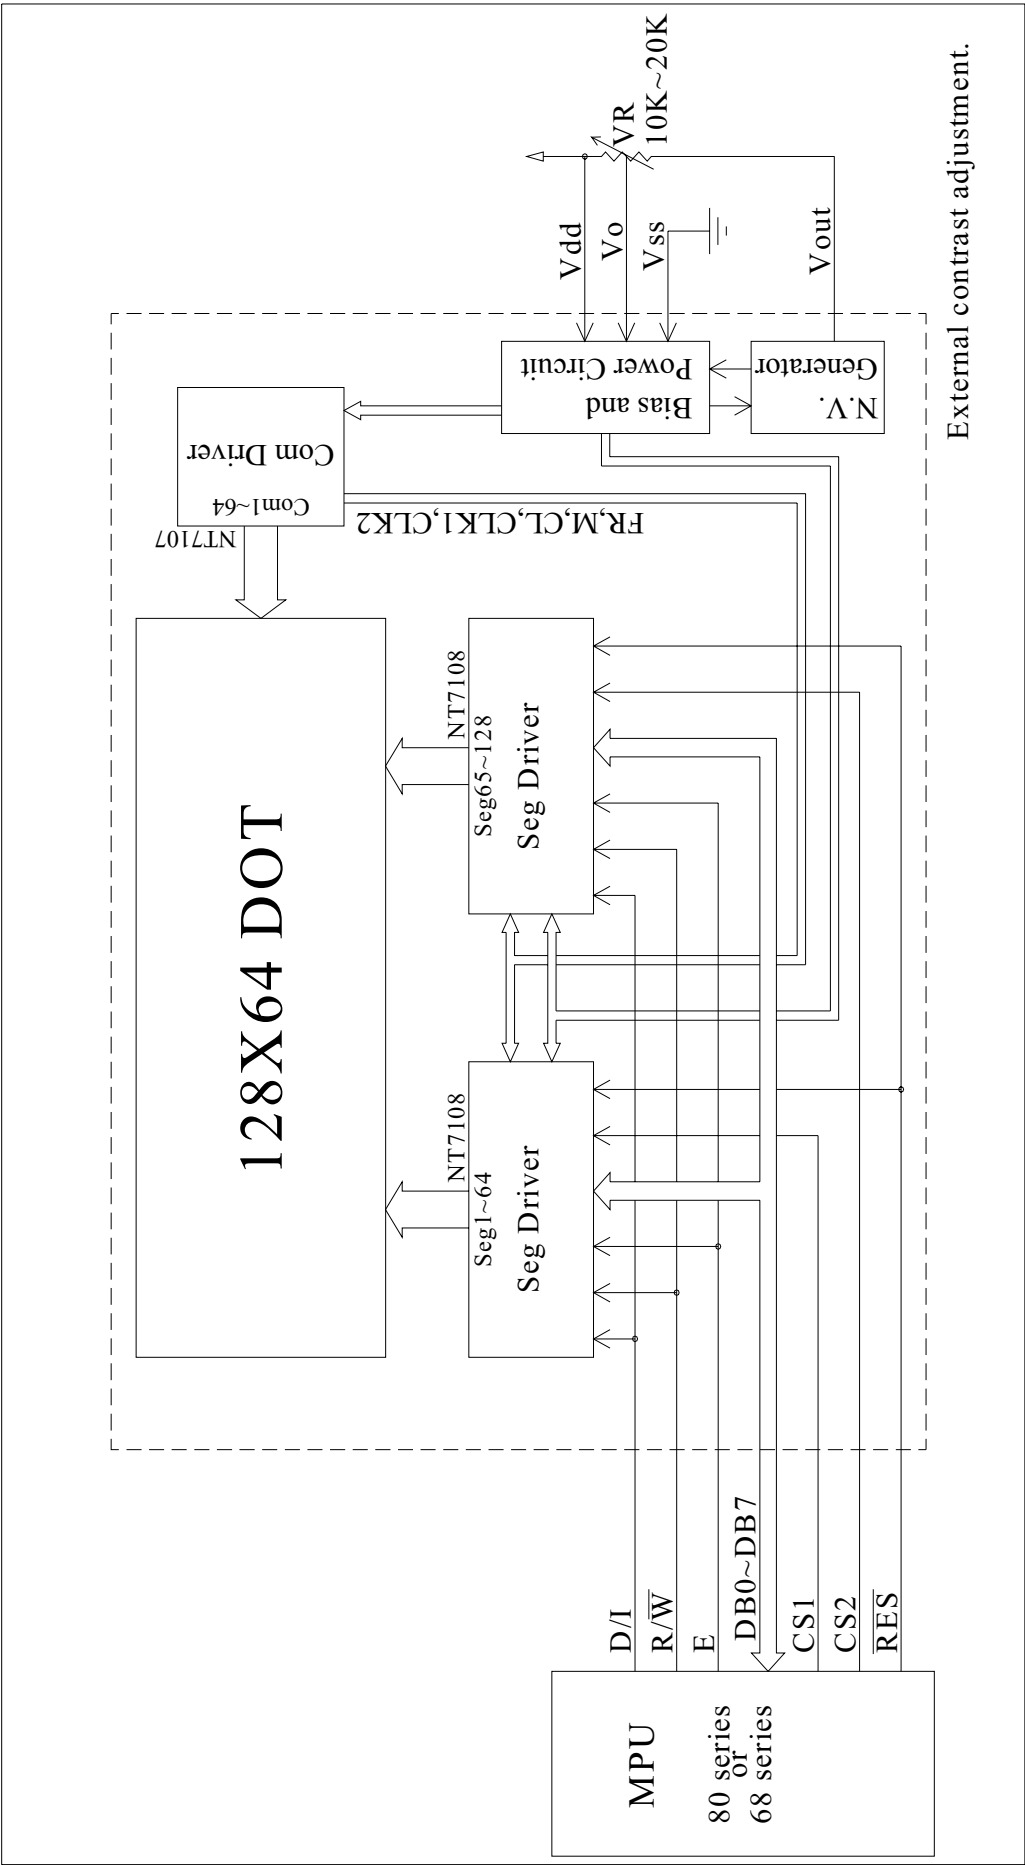 MPU
80 series
or
68 series
D/I
R/W̅
E
DB0~DB7
CS1
CS2
R̅E̅S̅
128X64 DOT
Seg1~64
NT7108
Seg Driver
Seg65~128
NT7108
Seg Driver
NT7107
Com1~64
Com Driver
FR,M,CL,CLK1,CLK2
Bias and
Power Circuit
N.V.
Generator
Vdd
Vo
Vss
Vout
VR
10K~20K
External contrast adjustment.